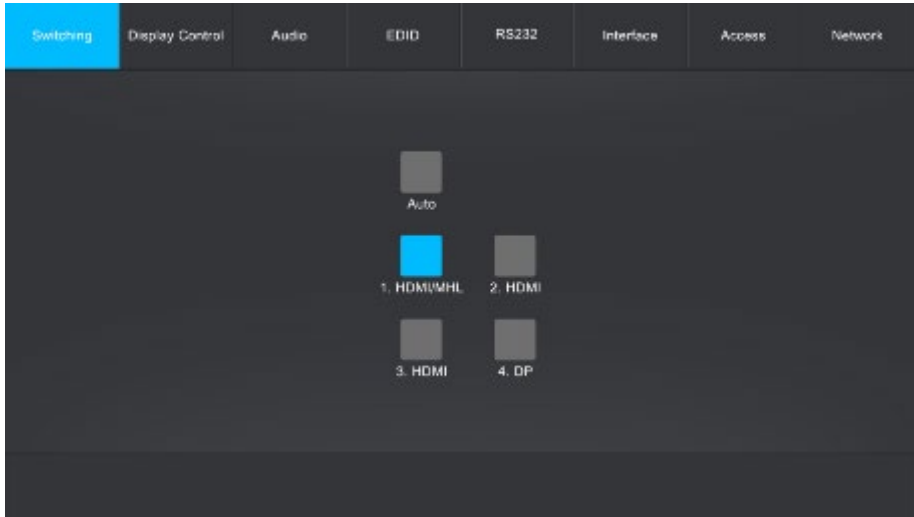 Switching Display Control Audio EDID RS232 Interface Access Network
Auto
1. HDMI/MHL 2. HDMI
3. HDMI 4. DP